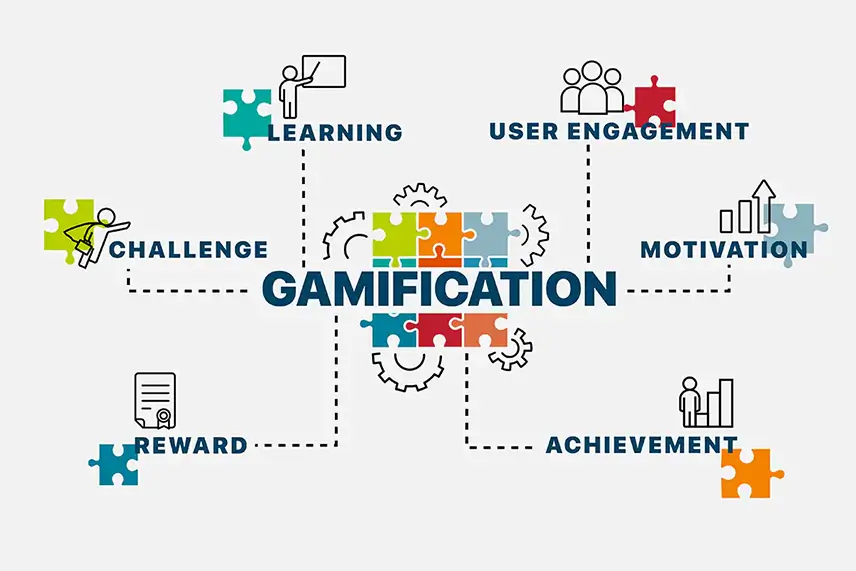 LEARNING
USER ENGAGEMENT
CHALLENGE
MOTIVATION
GAMIFICATION
REWARD
ACHIEVEMENT